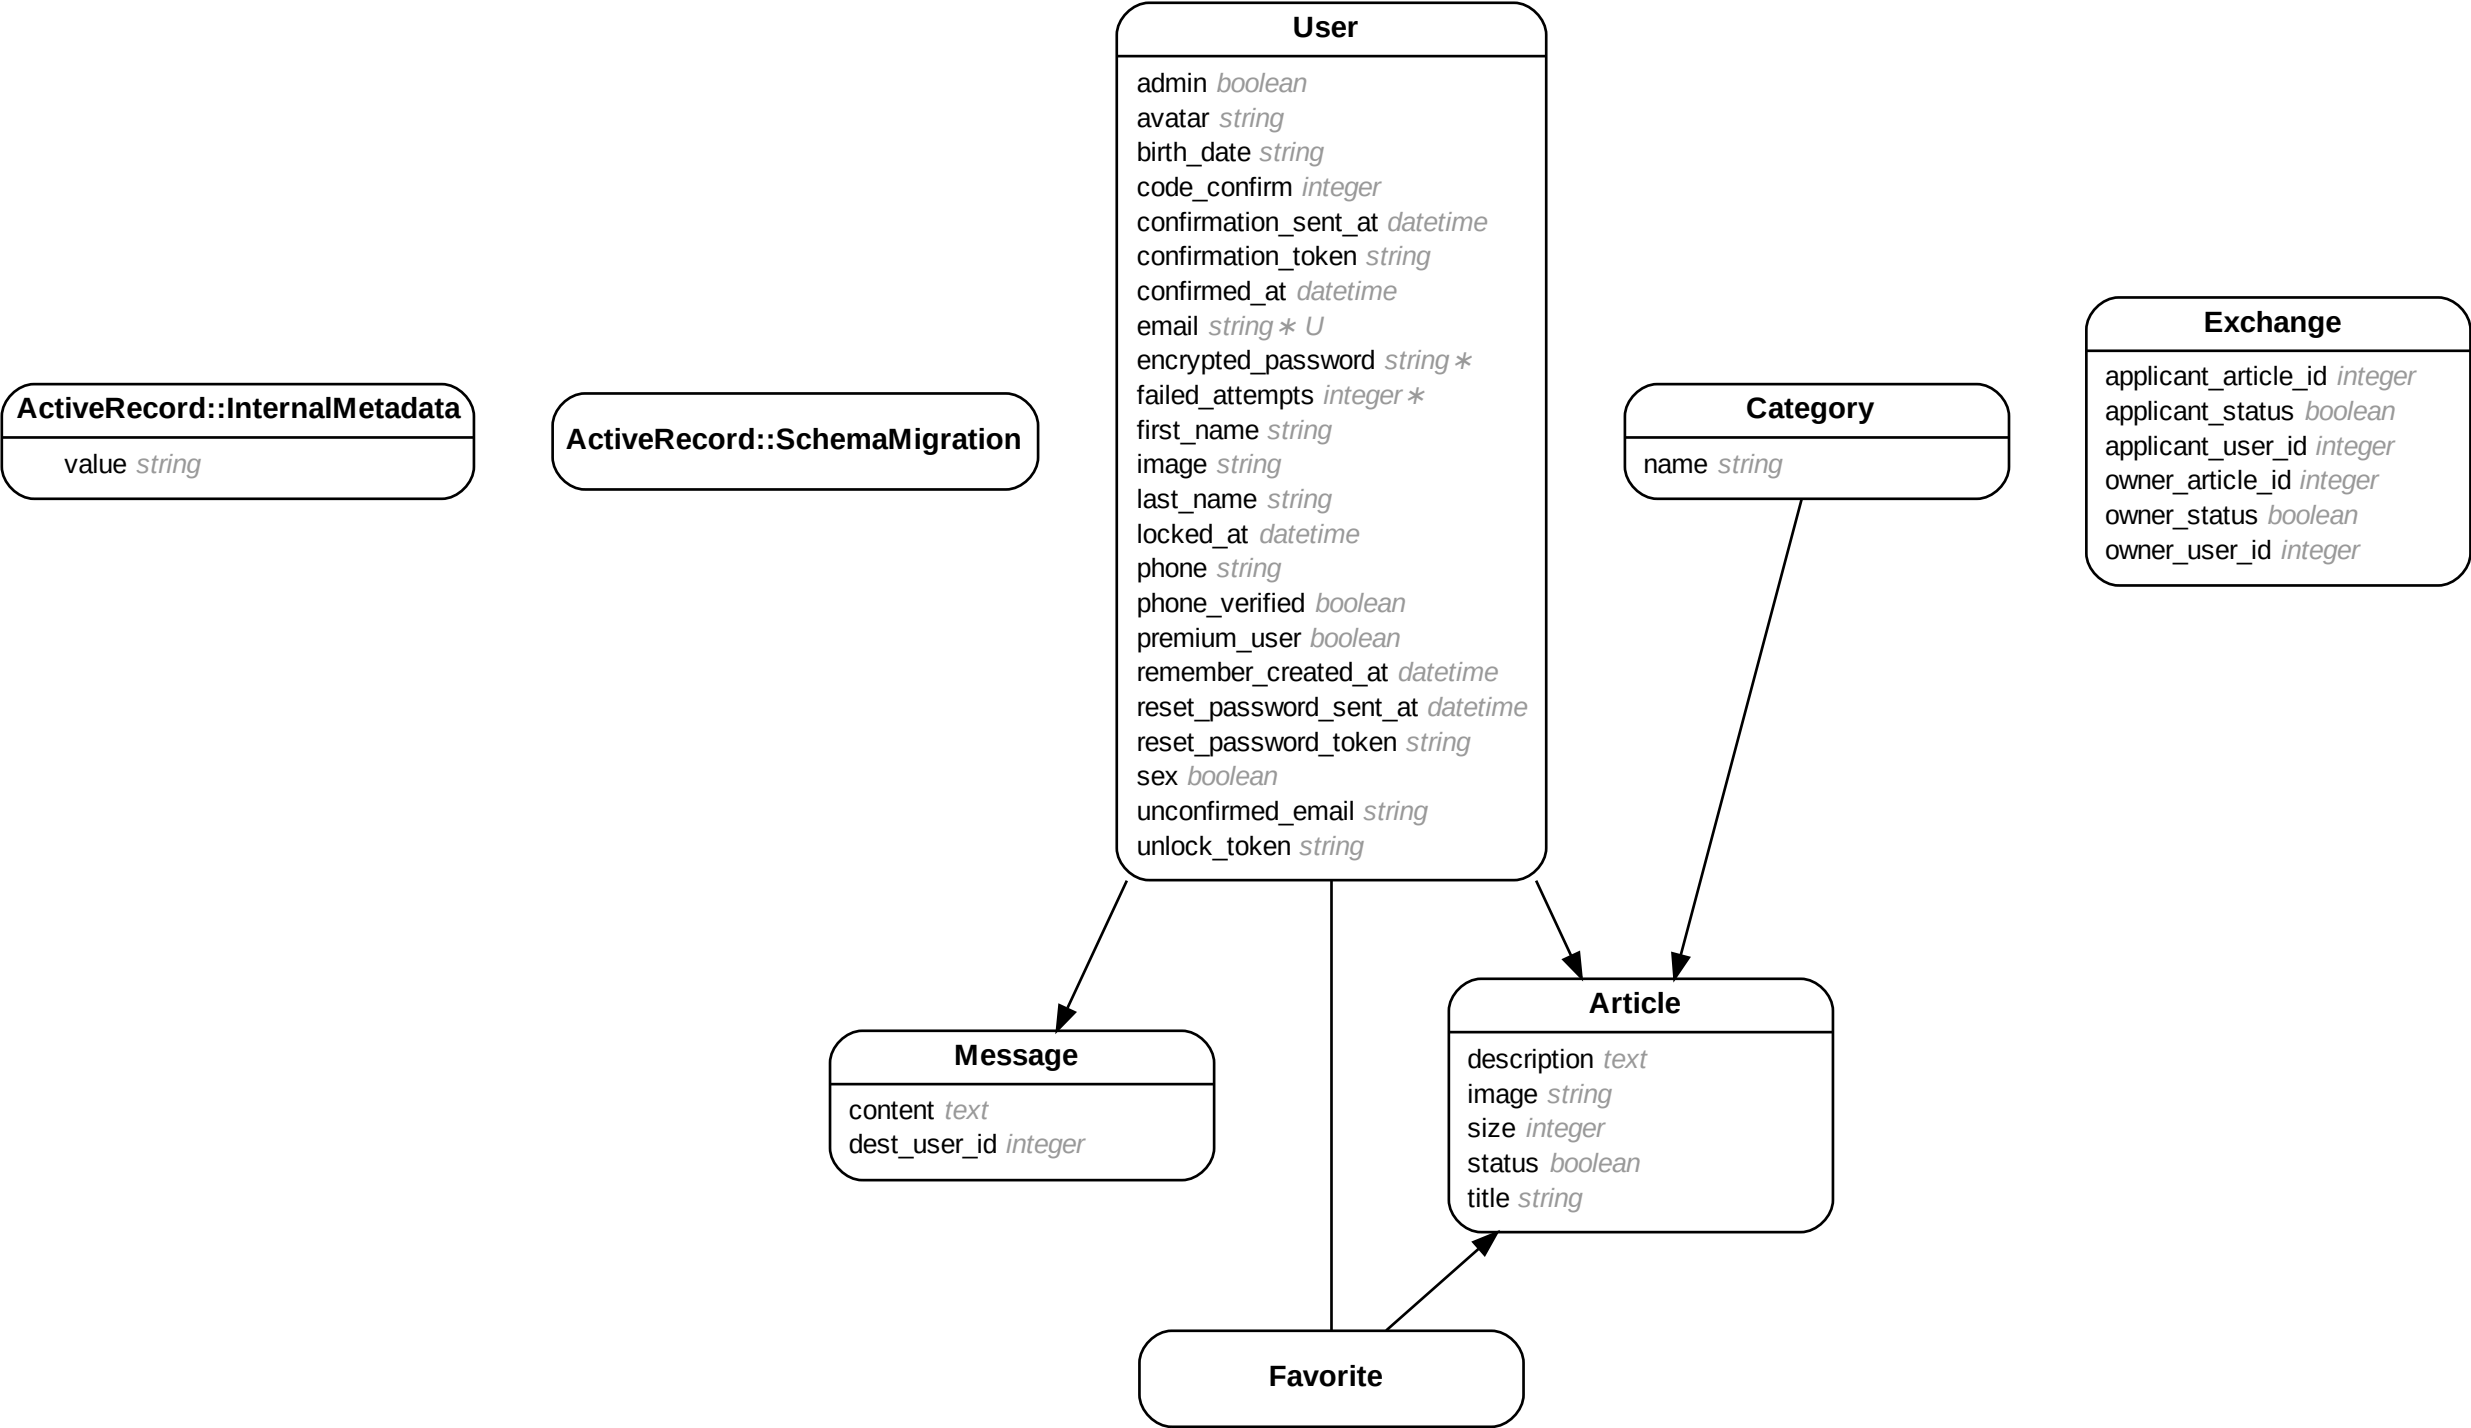 User
admin boolean
avatar string
birth_date string
code_confirm integer
confirmation_sent_at datetime
confirmation_token string
confirmed_at datetime
email string∗ U
encrypted_password string∗
failed_attempts integer∗
first_name string
image string
last_name string
locked_at datetime
phone string
phone_verified boolean
premium_user boolean
remember_created_at datetime
reset_password_sent_at datetime
reset_password_token string
sex boolean
unconfirmed_email string
unlock_token string
ActiveRecord::InternalMetadata
value string
ActiveRecord::SchemaMigration
Category
name string
Exchange
applicant_article_id integer
applicant_status boolean
applicant_user_id integer
owner_article_id integer
owner_status boolean
owner_user_id integer
Message
content text
dest_user_id integer
Article
description text
image string
size integer
status boolean
title string
Favorite